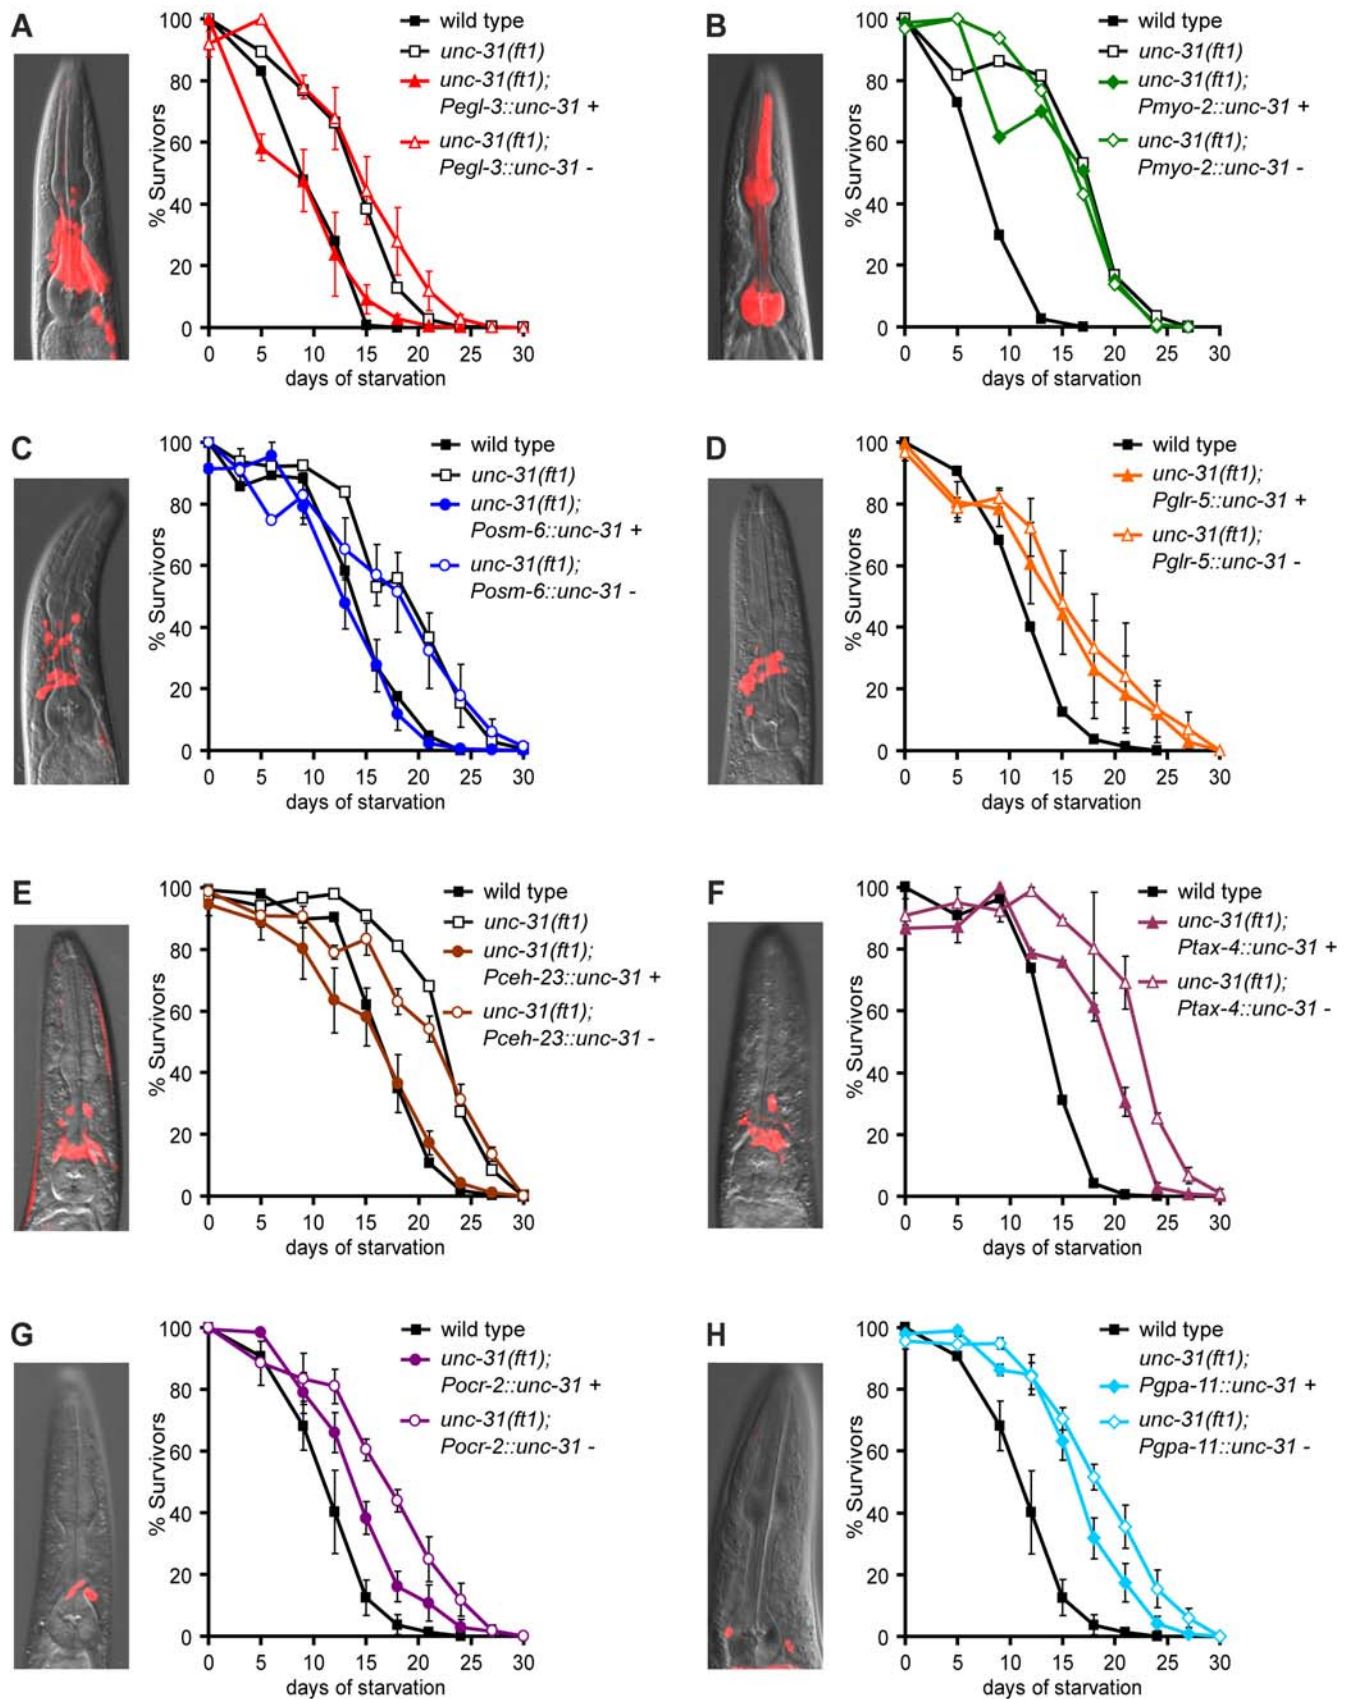 A
100
80
60
40
20
0
% Survivors
0 5 10 15 20 25 30
days of starvation
wild type
unc-31(ft1)
unc-31(ft1);
Pegl-3::unc-31 +
unc-31(ft1);
Pegl-3::unc-31 -
B
100
80
60
40
20
0
% Survivors
0 5 10 15 20 25 30
days of starvation
wild type
unc-31(ft1)
unc-31(ft1);
Pmyo-2::unc-31 +
unc-31(ft1);
Pmyo-2::unc-31 -
C
100
80
60
40
20
0
% Survivors
0 5 10 15 20 25 30
days of starvation
wild type
unc-31(ft1)
unc-31(ft1);
Posm-6::unc-31 +
unc-31(ft1);
Posm-6::unc-31 -
D
100
80
60
40
20
0
% Survivors
0 5 10 15 20 25 30
days of starvation
wild type
unc-31(ft1);
Pglr-5::unc-31 +
unc-31(ft1);
Pglr-5::unc-31 -
E
100
80
60
40
20
0
% Survivors
0 5 10 15 20 25 30
days of starvation
wild type
unc-31(ft1)
unc-31(ft1);
Pceh-23::unc-31 +
unc-31(ft1);
Pceh-23::unc-31 -
F
100
80
60
40
20
0
% Survivors
0 5 10 15 20 25 30
days of starvation
wild type
unc-31(ft1);
Ptax-4::unc-31 +
unc-31(ft1);
Ptax-4::unc-31 -
G
100
80
60
40
20
0
% Survivors
0 5 10 15 20 25 30
days of starvation
wild type
unc-31(ft1);
Pocr-2::unc-31 +
unc-31(ft1);
Pocr-2::unc-31 -
H
100
80
60
40
20
0
% Survivors
0 5 10 15 20 25 30
days of starvation
wild type
unc-31(ft1);
Pgpa-11::unc-31 +
unc-31(ft1);
Pgpa-11::unc-31 -